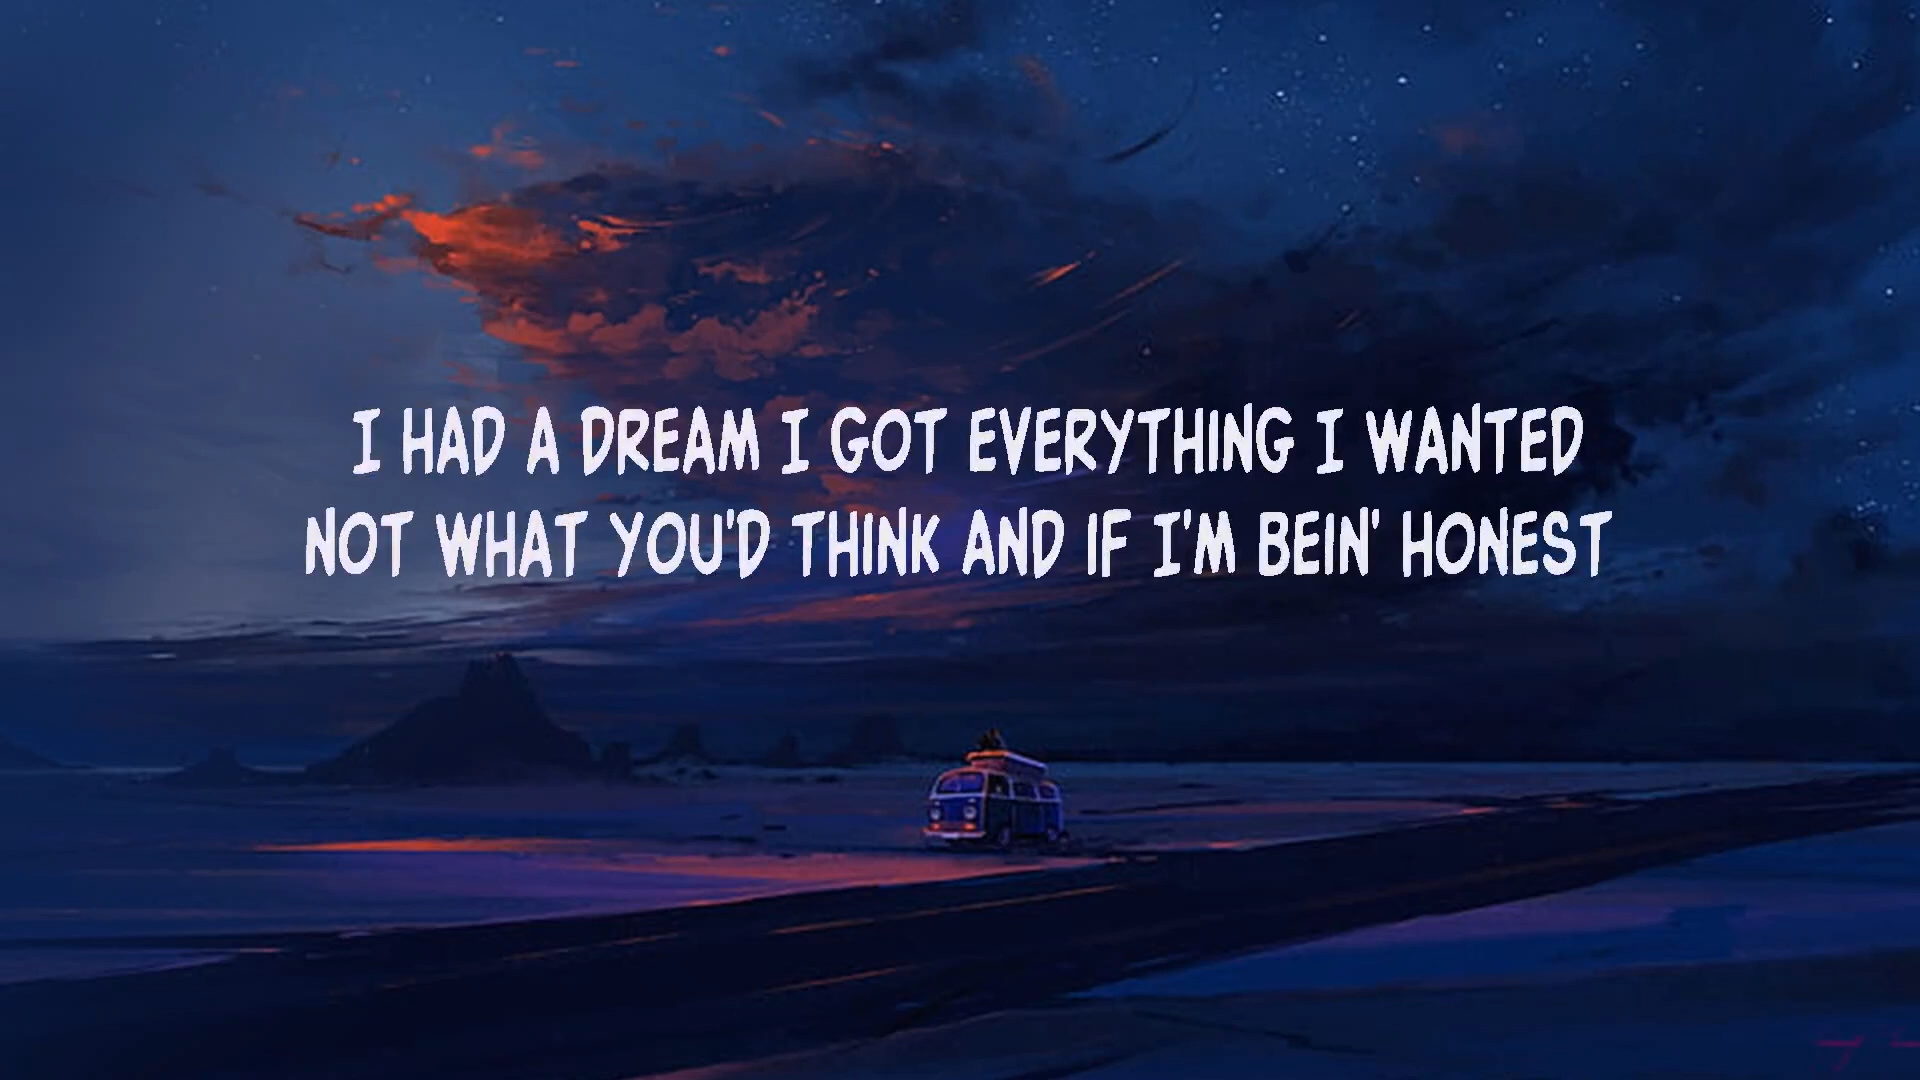 I HAD A DREAM I GOT EVERYTHING I WANTED
NOT WHAT YOU'D THINK AND IF I'M BEIN' HONEST